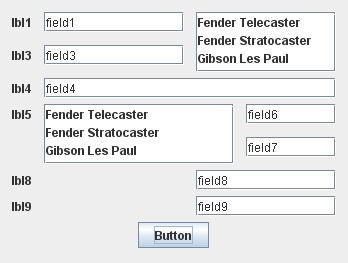 lbl1 field1 Fender Telecaster
Fender Stratocaster
lbl3 field3 Gibson Les Paul
lbl4 field4
lbl5 Fender Telecaster field6
Fender Stratocaster
Gibson Les Paul field7
lbl8 field8
lbl9 field9
Button